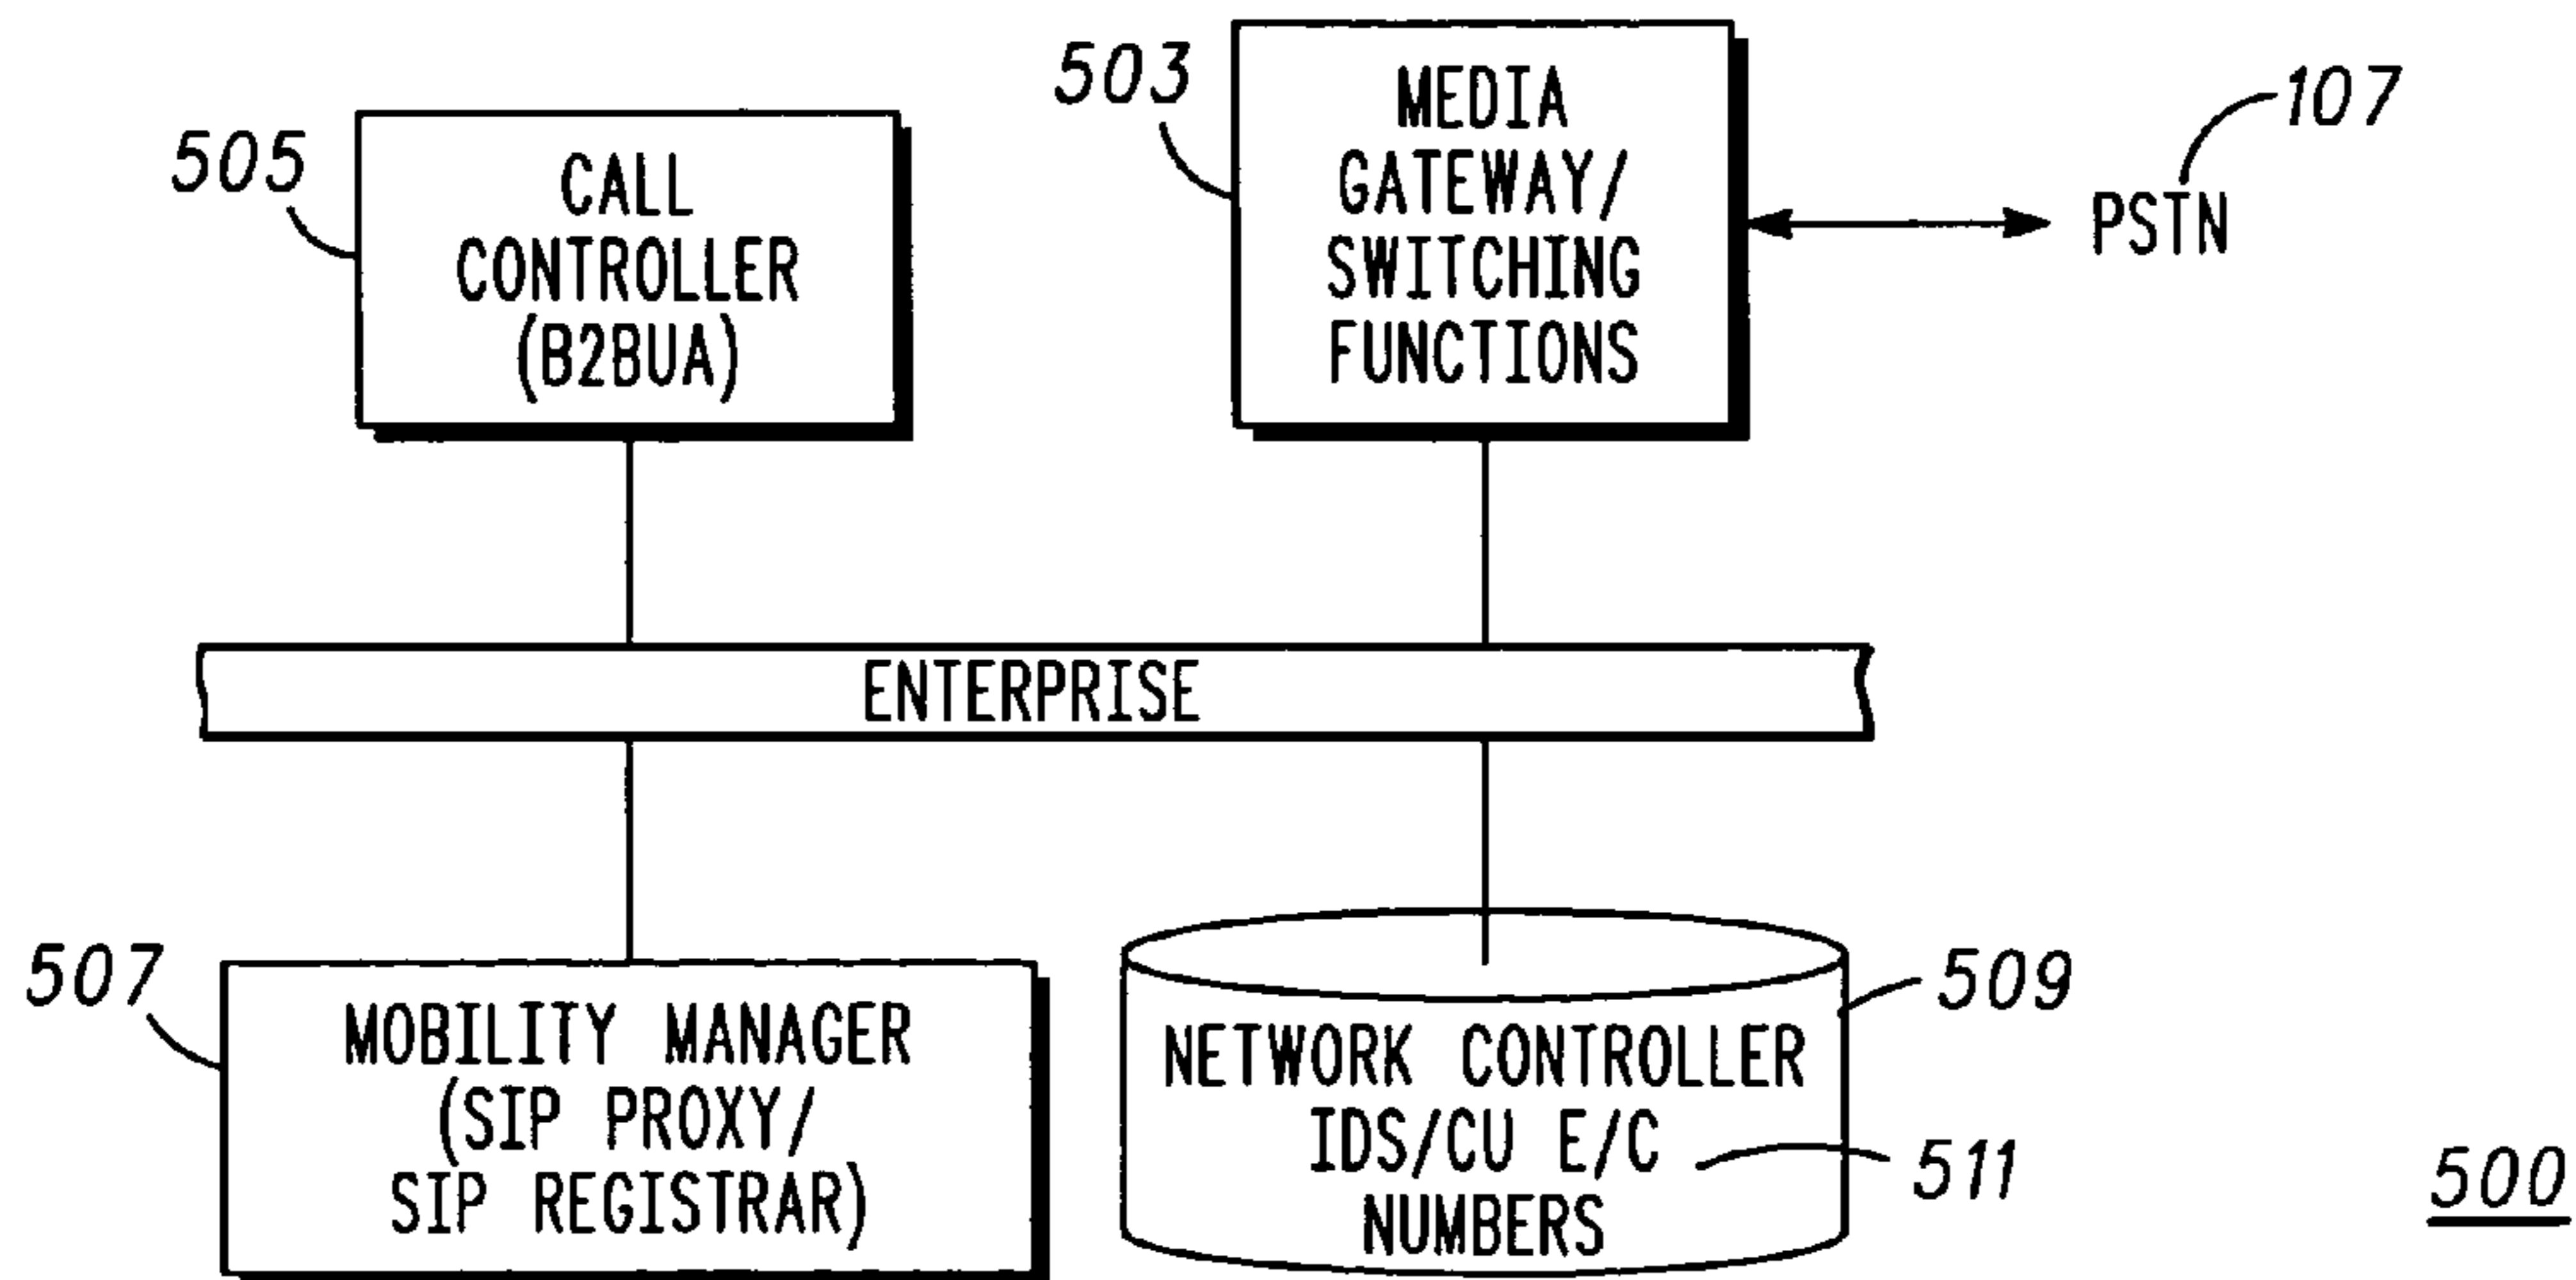 505
CALL
CONTROLLER
(B2BUA)
503
MEDIA
GATEWAY/
SWITCHING
FUNCTIONS
107
PSTN
ENTERPRISE
507
MOBILITY MANAGER
(SIP PROXY/
SIP REGISTRAR)
509
NETWORK CONTROLLER
IDS/CU E/C
NUMBERS
511
500